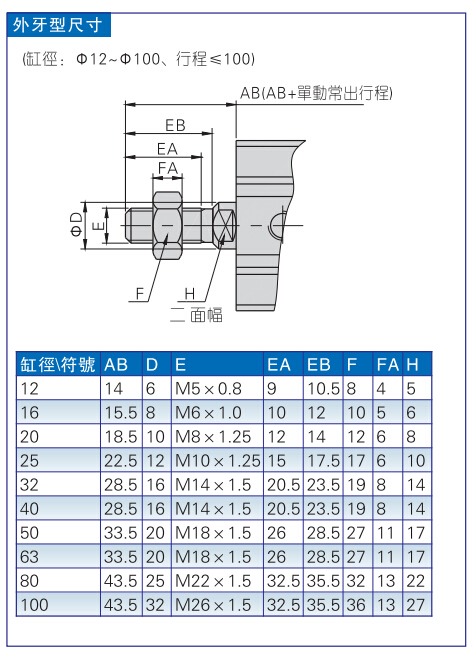 外牙型尺寸
(缸徑：Φ12~Φ100、行程≤100)
AB(AB+單動常出行程)
EB
EA
FA
ΦD
E
F
H
二面幅
缸徑\符號 AB D E EA EB F FA H
12 14 6 M5×0.8 9 10.5 8 4 5
16 15.5 8 M6×1.0 10 12 10 5 6
20 18.5 10 M8×1.25 12 14 12 6 8
25 22.5 12 M10×1.25 15 17.5 17 6 10
32 28.5 16 M14×1.5 20.5 23.5 19 8 14
40 28.5 16 M14×1.5 20.5 23.5 19 8 14
50 33.5 20 M18×1.5 26 28.5 27 11 17
63 33.5 20 M18×1.5 26 28.5 27 11 17
80 43.5 25 M22×1.5 32.5 35.5 32 13 22
100 43.5 32 M26×1.5 32.5 35.5 36 13 27